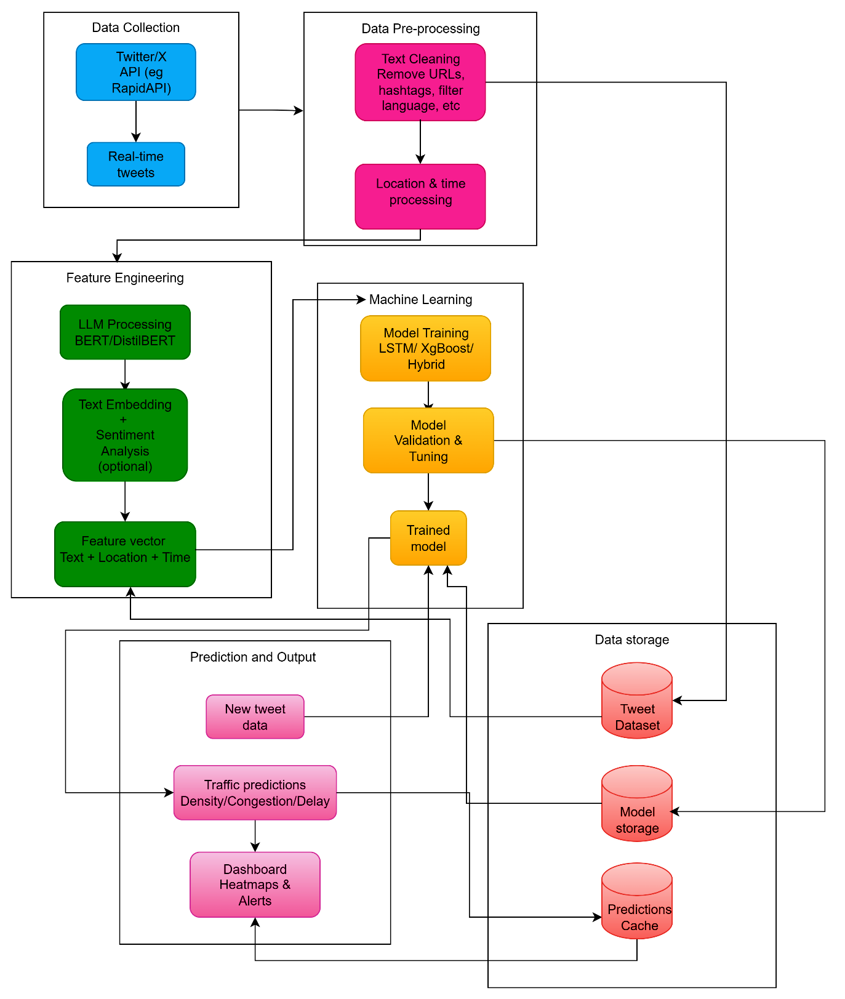 Data Collection
Twitter/X
API (eg
RapidAPI)
Real-time
tweets
Data Pre-processing
Text Cleaning
Remove URLs,
hashtags, filter
language, etc
Location & time
processing
Feature Engineering
LLM Processing
BERT/DistilBERT
Text Embedding
+
Sentiment
Analysis
(optional)
Feature vector
Text + Location + Time
Machine Learning
Model Training
LSTM/ XgBoost/
Hybrid
Model
Validation &
Tuning
Trained
model
Prediction and Output
New tweet
data
Traffic predictions
Density/Congestion/Delay
Dashboard
Heatmaps &
Alerts
Data storage
Tweet
Dataset
Model
storage
Predictions
Cache